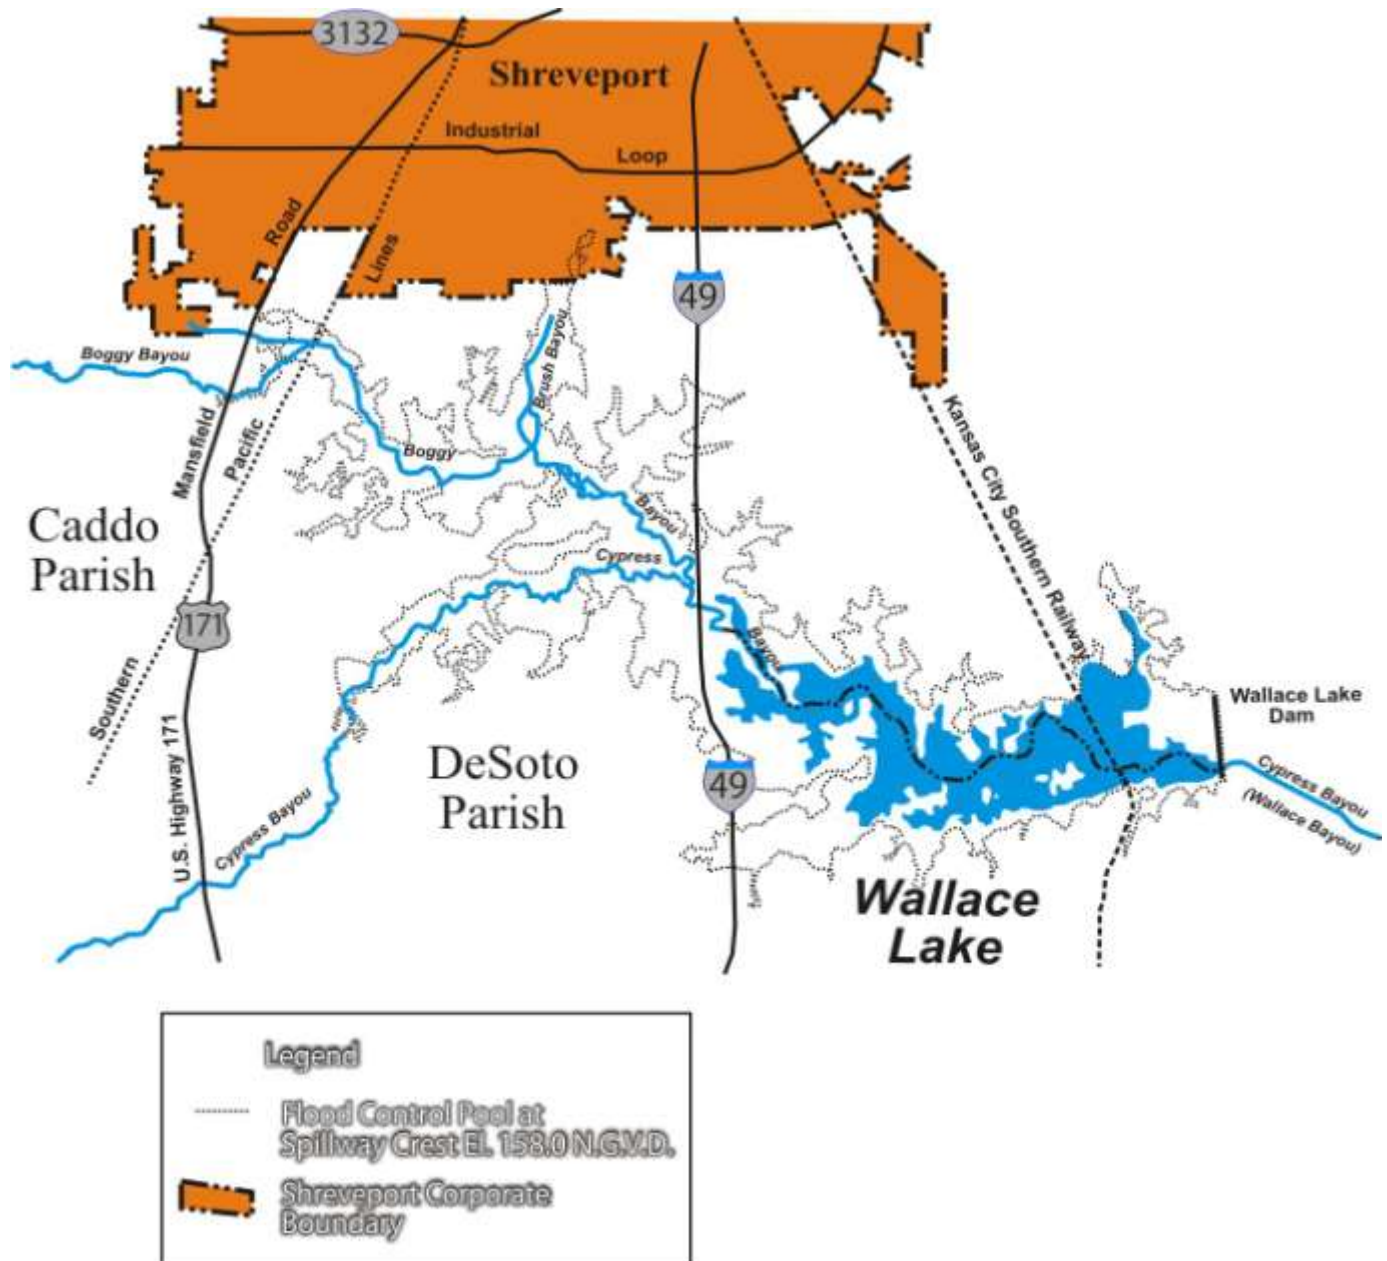 3132
Shreveport
Industrial
Loop
Road
Lines
49
Boggy Bayou
Brush Bayou
Mansfield
Pacific
Boggy
Kansas City Southern Railway
Bayou
Caddo
Parish
Cypress
171
Bayou
Southern
Wallace Lake
Dam
U.S. Highway 171
DeSoto
Parish
49
Cypress Bayou
Cypress Bayou
(Wallace Bayou)
Wallace
Lake
Legend
Flood Control Pool at
Spillway Crest El. 158.0 N.G.V.D.
Shreveport Corporate
Boundary